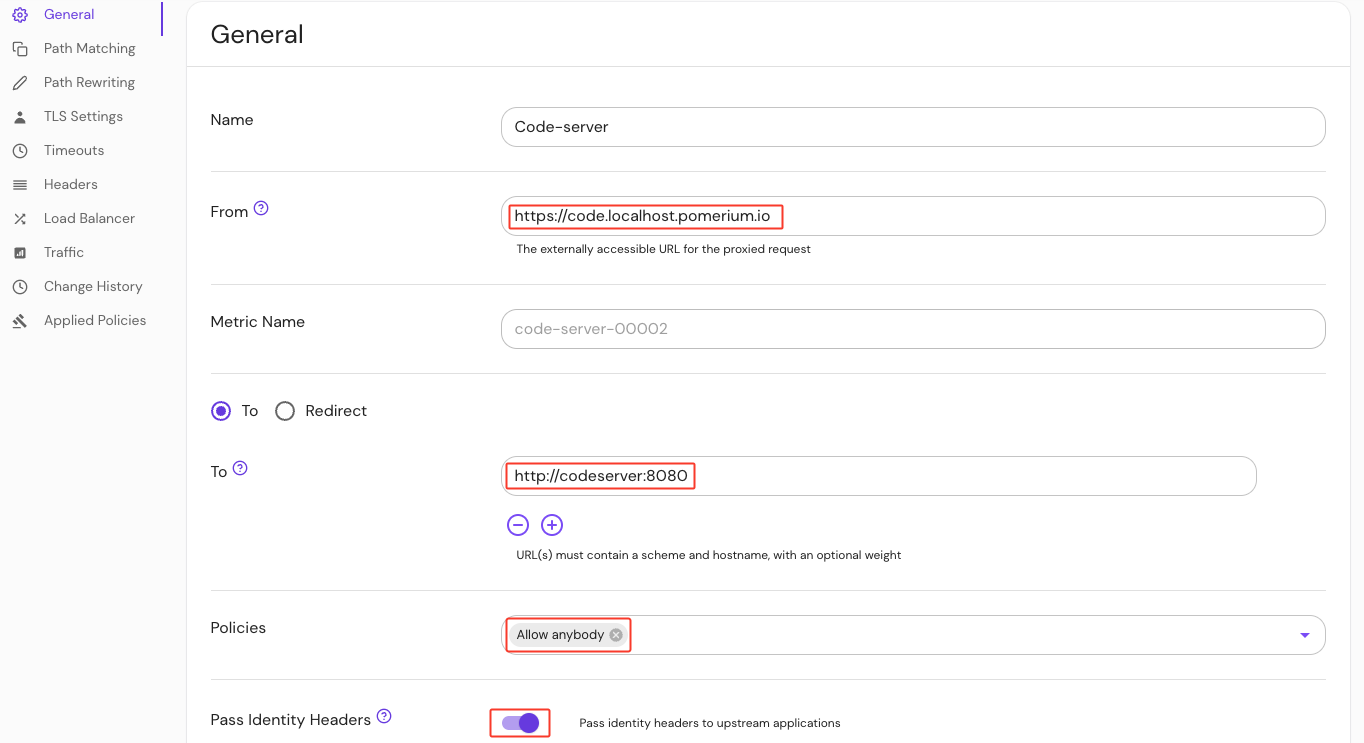 General
Path Matching
Path Rewriting
TLS Settings
Timeouts
Headers
Load Balancer
Traffic
Change History
Applied Policies
General
Name
Code-server
From
https://code.localhost.pomerium.io
The externally accessible URL for the proxied request
Metric Name
code-server-00002
To
Redirect
To
http://codeserver:8080
URL(s) must contain a scheme and hostname, with an optional weight
Policies
Allow anybody
Pass Identity Headers
Pass identity headers to upstream applications